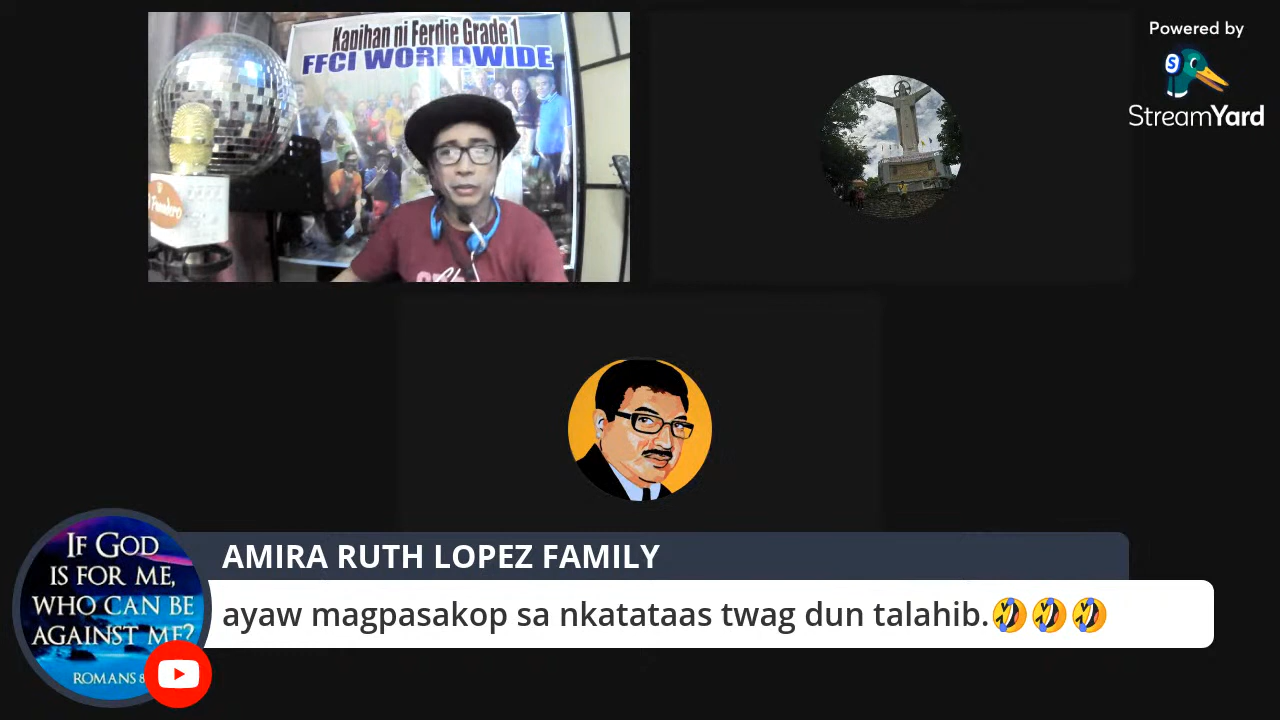 Kapihan ni Ferdie Grade 1
FFCI WORLDWIDE
Powered by
S
StreamYard
IF GOD
IS FOR ME,
WHO CAN BE
AGAINST ME?
ROMANS 8
AMIRA RUTH LOPEZ FAMILY
ayaw magpasakop sa nkatataas twag dun talahib.🤣🤣🤣